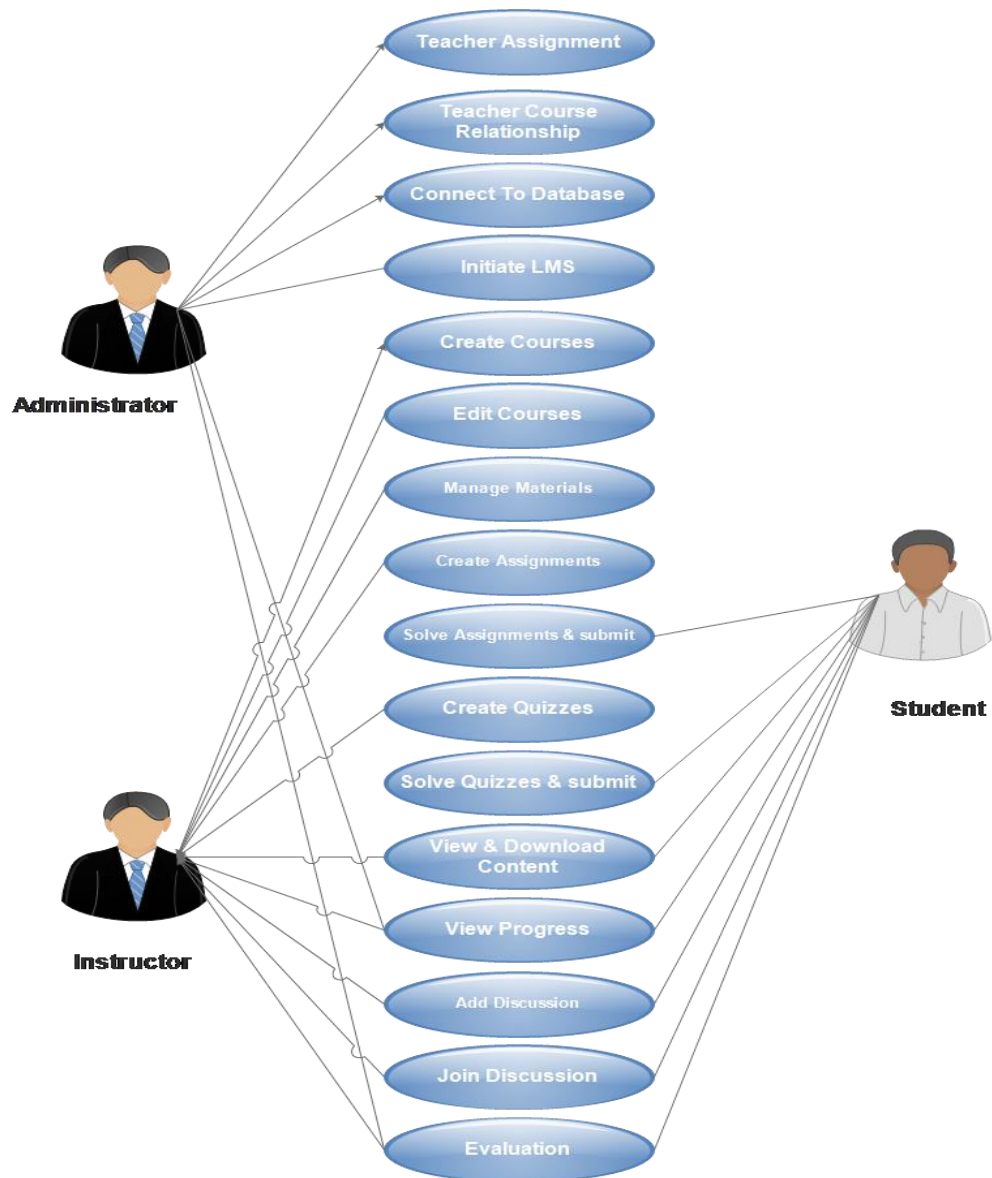 Teacher Assignment
Teacher Course
Relationship
Connect To Database
Initiate LMS
Create Courses
Administrator
Edit Courses
Manage Materials
Create Assignments
Solve Assignments & submit
Create Quizzes
Student
Solve Quizzes & submit
View & Download
Content
View Progress
Instructor
Add Discussion
Join Discussion
Evaluation